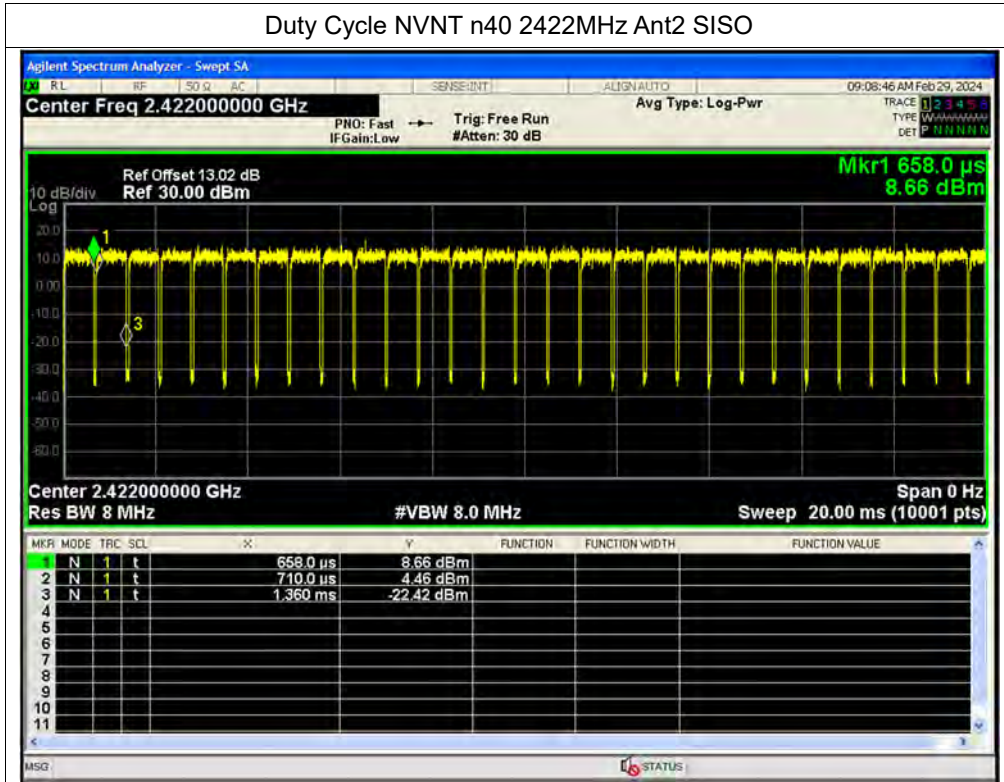 Duty Cycle NVNT n40 2422MHz Ant2 SISO
Agilent Spectrum Analyzer - Swept SA
LXI RL RF 50 Ω AC SENSE:INT ALIGN AUTO 09:08:46 AM Feb 29, 2024
Center Freq 2.422000000 GHz Avg Type: Log-Pwr TRACE 1 2 3 4 5 6
PNO: Fast Trig: Free Run TYPE W
IFGain:Low #Atten: 30 dB DET P N N N N N
Mkr1 658.0 µs
8.66 dBm
Ref Offset 13.02 dB
10 dB/div Ref 30.00 dBm
Log
20.0
1
10.0
0.00
-10.0
3
-20.0
-30.0
-40.0
-50.0
-60.0
Center 2.422000000 GHz Span 0 Hz
Res BW 8 MHz #VBW 8.0 MHz Sweep 20.00 ms (10001 pts)
MKR MODE TRC SCL X Y FUNCTION FUNCTION WIDTH FUNCTION VALUE
1 N 1 t 658.0 µs 8.66 dBm
2 N 1 t 710.0 µs 4.46 dBm
3 N 1 t 1.360 ms -22.42 dBm
4
5
6
7
8
9
10
11
MSG STATUS